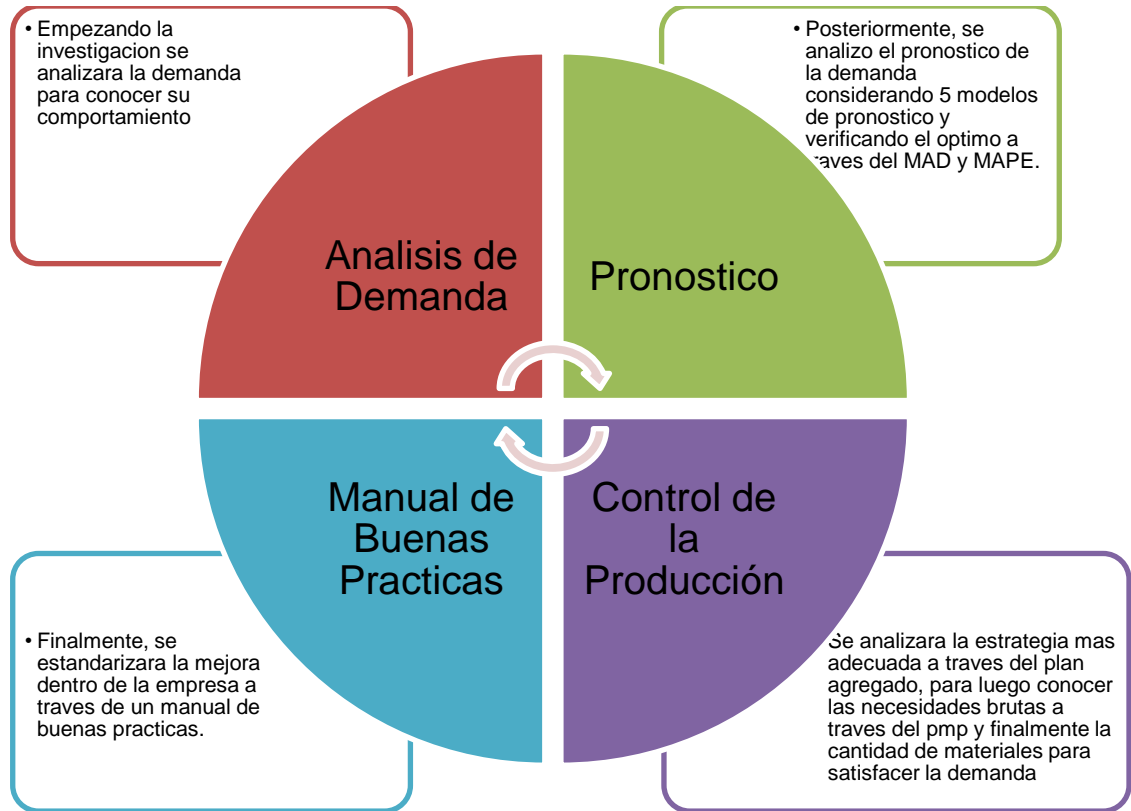 • Empezando la
investigacion se
analizara la demanda
para conocer su
comportamiento
• Posteriormente, se
analizo el pronostico de
la demanda
considerando 5 modelos
de pronostico y
verificando el optimo a
raves del MAD y MAPE.
Analisis de
Demanda
Pronostico
Manual de
Buenas
Practicas
Control de
la
Producción
• Finalmente, se
estandarizara la mejora
dentro de la empresa a
traves de un manual de
buenas practicas.
Se analizara la estrategia mas
adecuada a traves del plan
agregado, para luego conocer
las necesidades brutas a
traves del pmp y finalmente la
cantidad de materiales para
satisfacer la demanda